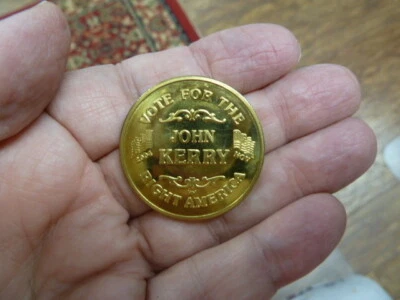 VOTE FOR THE
JOHN
KERRY
RIGHT AMERICA